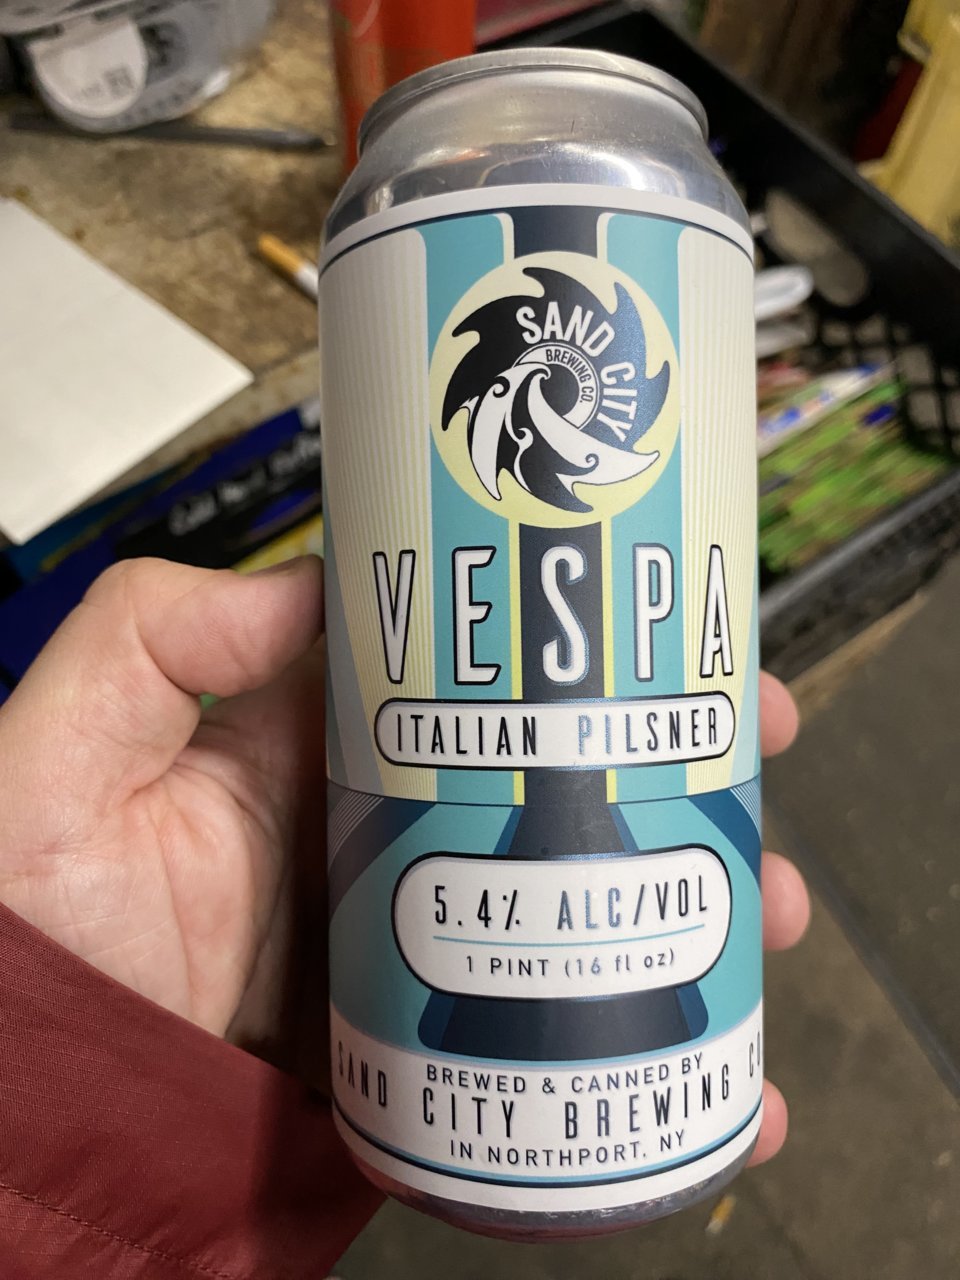 SAND CITY
BREWING CO.
VESPA
ITALIAN PILSNER
5.4% ALC/VOL
1 PINT (16 fl oz)
BREWED & CANNED BY
SAND CITY BREWING CO
IN NORTHPORT, NY